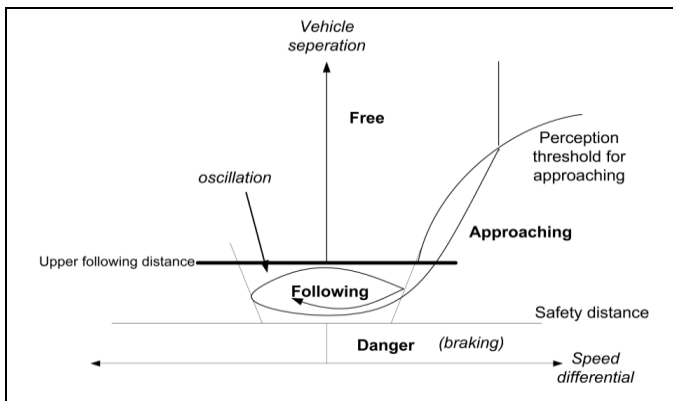 Vehicle
seperation
Free
Perception
threshold for
approaching
oscillation
Approaching
Upper following distance
Following
Safety distance
Danger (braking)
Speed
differential